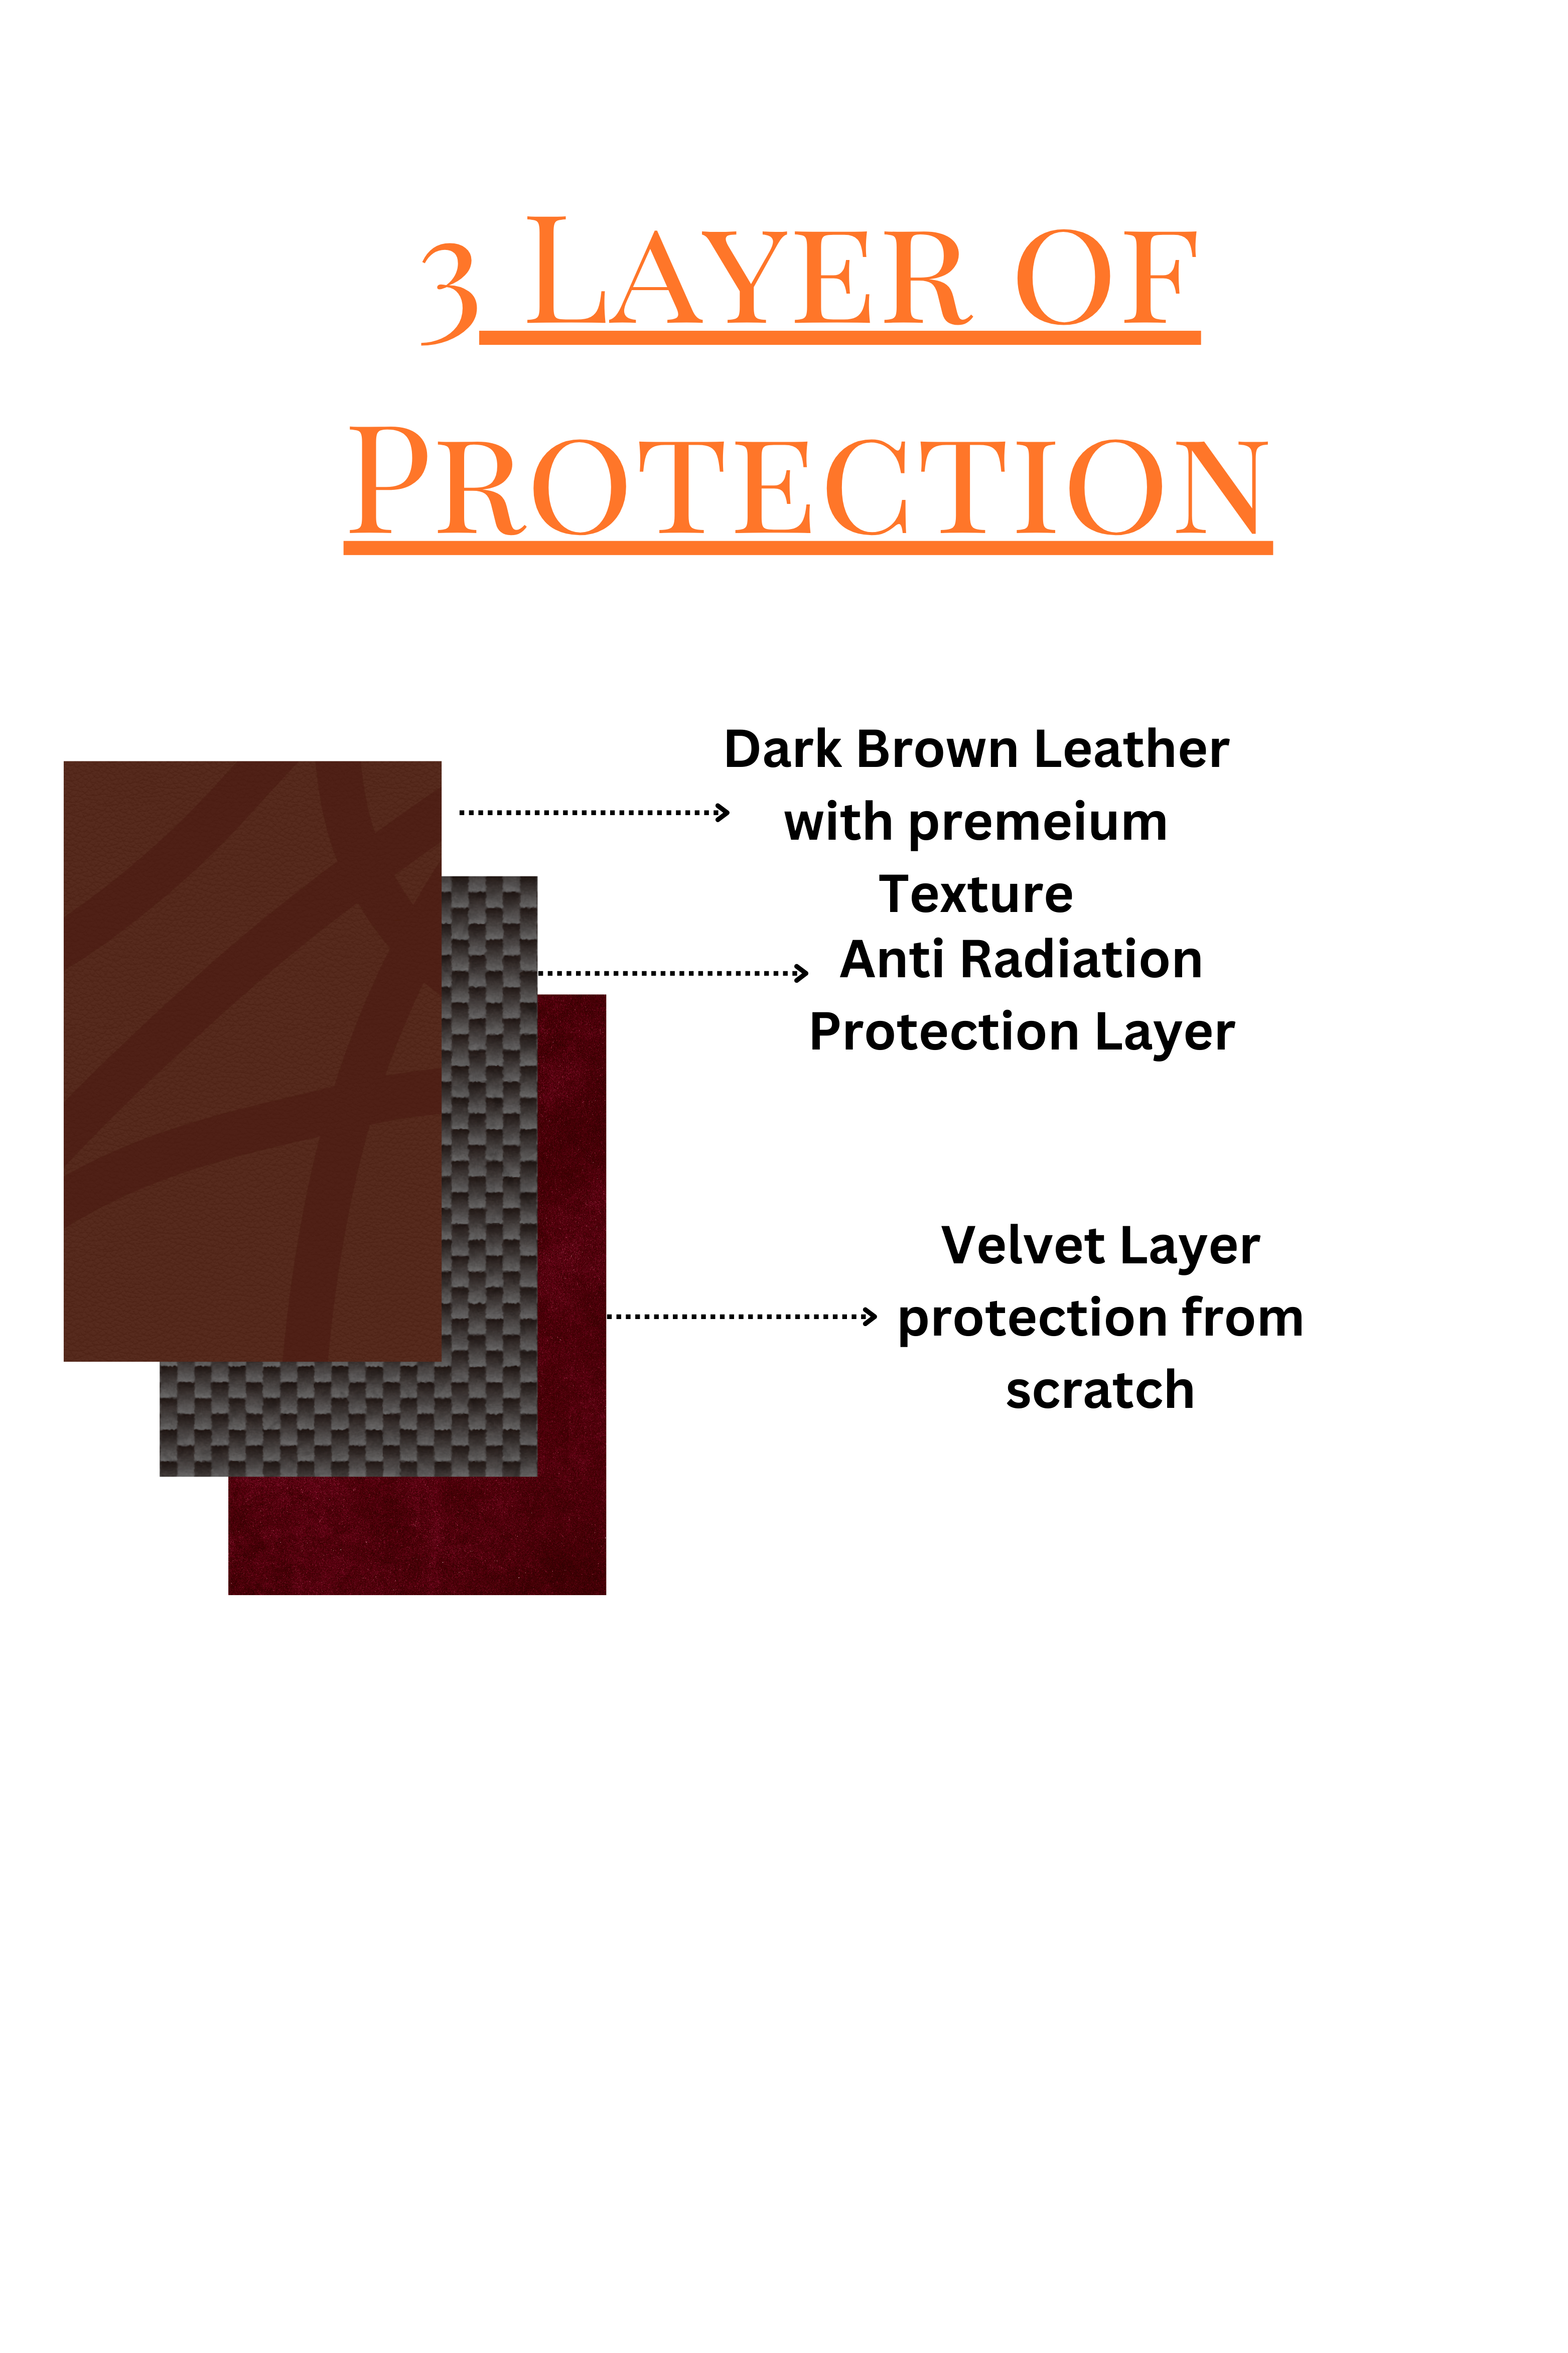 3 Layer of
Protection
Dark Brown Leather
with premeium
Texture
Anti Radiation
Protection Layer
Velvet Layer
protection from
scratch